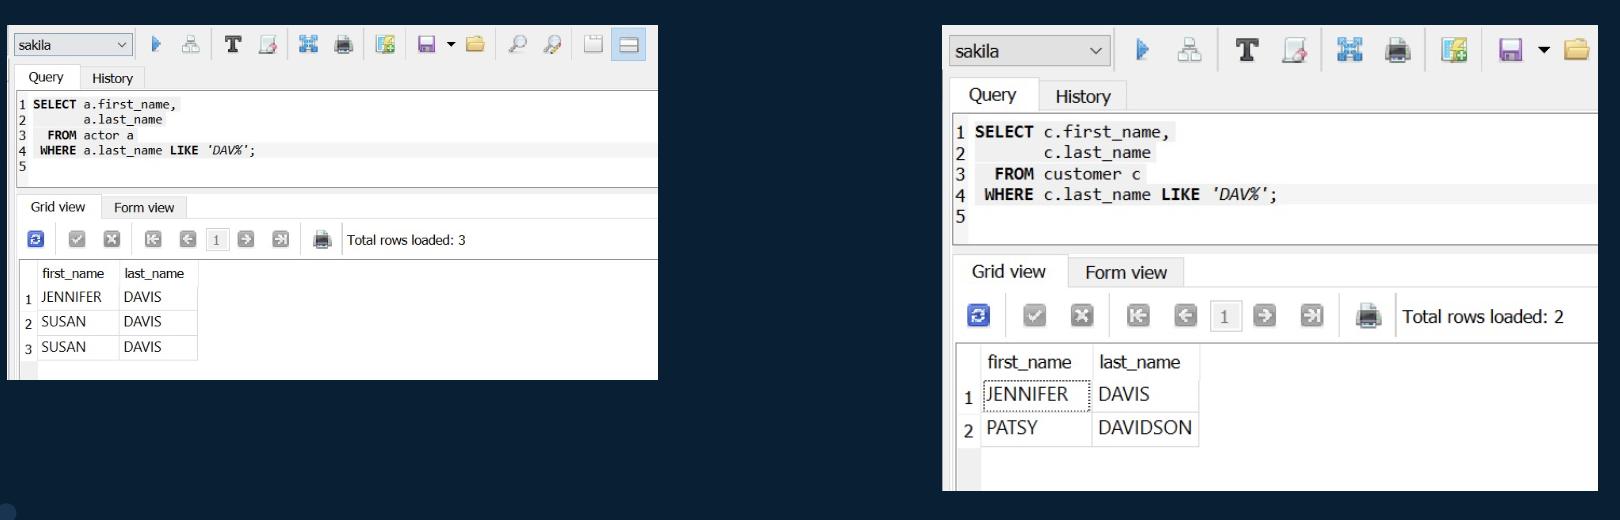 sakila
Query History
1 SELECT a.first_name,
2 a.last_name
3 FROM actor a
4 WHERE a.last_name LIKE 'DAV%';
5
Grid view Form view
1 Total rows loaded: 3
first_name last_name
1 JENNIFER DAVIS
2 SUSAN DAVIS
3 SUSAN DAVIS
sakila
Query History
1 SELECT c.first_name,
2 c.last_name
3 FROM customer c
4 WHERE c.last_name LIKE 'DAV%';
5
Grid view Form view
1 Total rows loaded: 2
first_name last_name
1 JENNIFER DAVIS
2 PATSY DAVIDSON